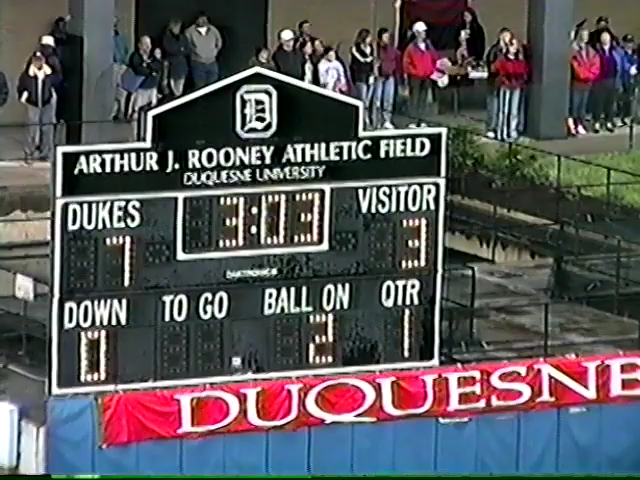 D
ARTHUR J. ROONEY ATHLETIC FIELD
DUQUESNE UNIVERSITY
DUKES 3:03 VISITOR
7 3
DAKTRONICS
DOWN TO GO BALL ON QTR
0 2 1
DUQUESNE